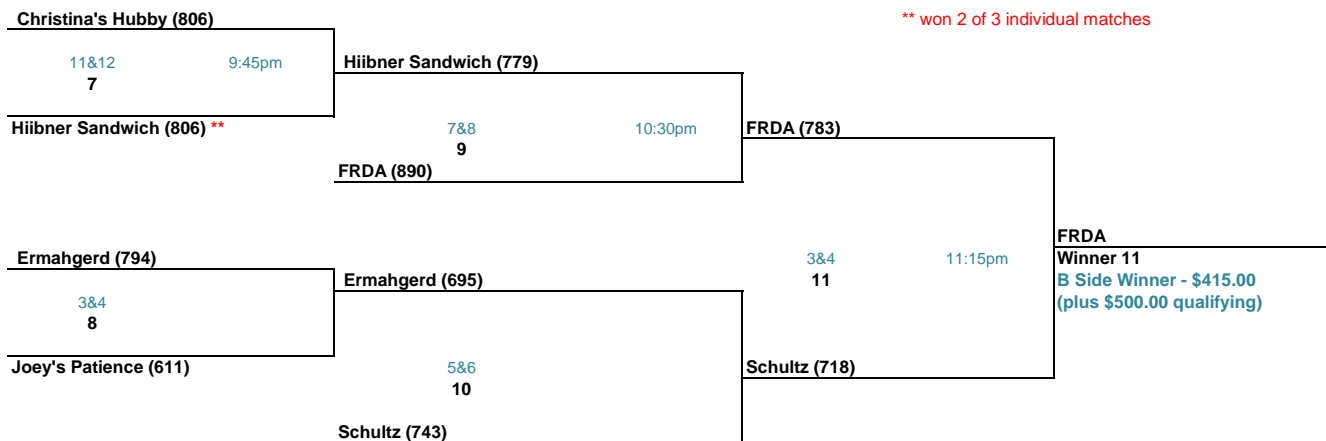 Christina's Hubby (806)
** won 2 of 3 individual matches
11&12 9:45pm
Hiibner Sandwich (779)
7
Hiibner Sandwich (806) **
7&8 10:30pm
FRDA (783)
9
FRDA (890)
FRDA
Ermahgerd (794)
3&4 11:15pm
Winner 11
Ermahgerd (695)
11
B Side Winner - $415.00
3&4
(plus $500.00 qualifying)
8
Joey's Patience (611)
5&6
Schultz (718)
10
Schultz (743)